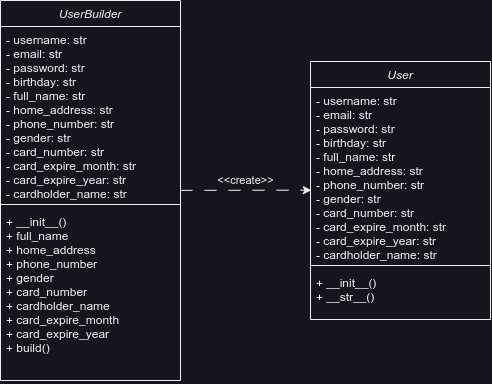 UserBuilder
- username: str
- email: str
- password: str
- birthday: str
- full_name: str
- home_address: str
- phone_number: str
- gender: str
- card_number: str
- card_expire_month: str
- card_expire_year: str
- cardholder_name: str
+ __init__()
+ full_name
+ home_address
+ phone_number
+ gender
+ card_number
+ cardholder_name
+ card_expire_month
+ card_expire_year
+ build()
<<create>>
User
- username: str
- email: str
- password: str
- birthday: str
- full_name: str
- home_address: str
- phone_number: str
- gender: str
- card_number: str
- card_expire_month: str
- card_expire_year: str
- cardholder_name: str
+ __init__()
+ __str__()